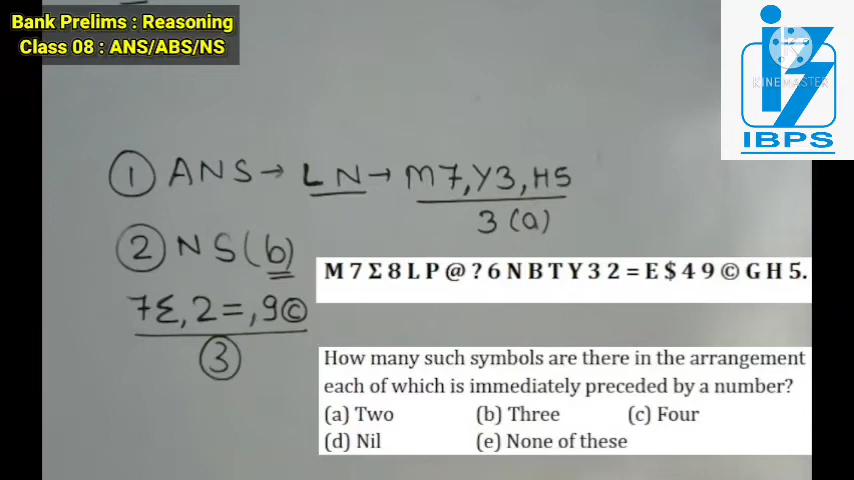 Bank Prelims : Reasoning
Class 08 : ANS/ABS/NS
KINEMASTER
IBPS
① ANS → LN → M7, Y3, H5
3 (a)
② NS (b)
7Σ, 2=, 9©
③
M 7 Σ 8 L P @ ? 6 N B T Y 3 2 = E $ 4 9 © G H 5.
How many such symbols are there in the arrangement
each of which is immediately preceded by a number?
(a) Two (b) Three (c) Four
(d) Nil (e) None of these